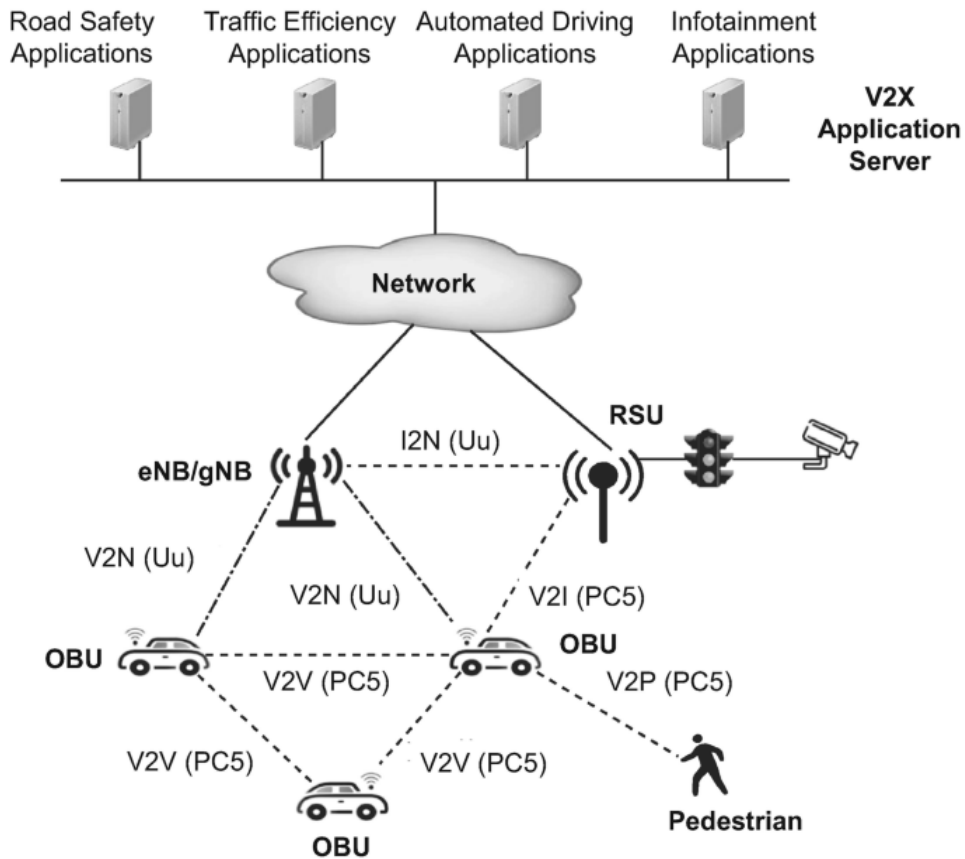 Road Safety
Applications
Traffic Efficiency
Applications
Automated Driving
Applications
Infotainment
Applications
V2X
Application
Server
Network
RSU
I2N (Uu)
eNB/gNB
V2N (Uu)
V2N (Uu)
V2I (PC5)
OBU
OBU
V2V (PC5)
V2P (PC5)
V2V (PC5)
V2V (PC5)
Pedestrian
OBU